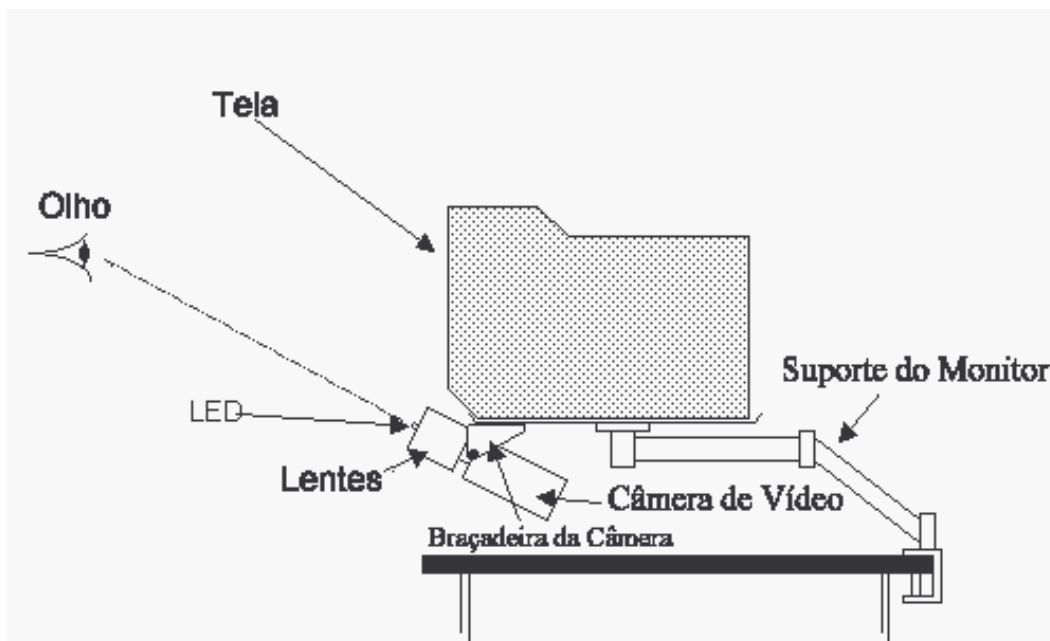 Tela
Olho
Suporte do Monitor
LED
Lentes
Câmera de Vídeo
Braçadeira da Câmera